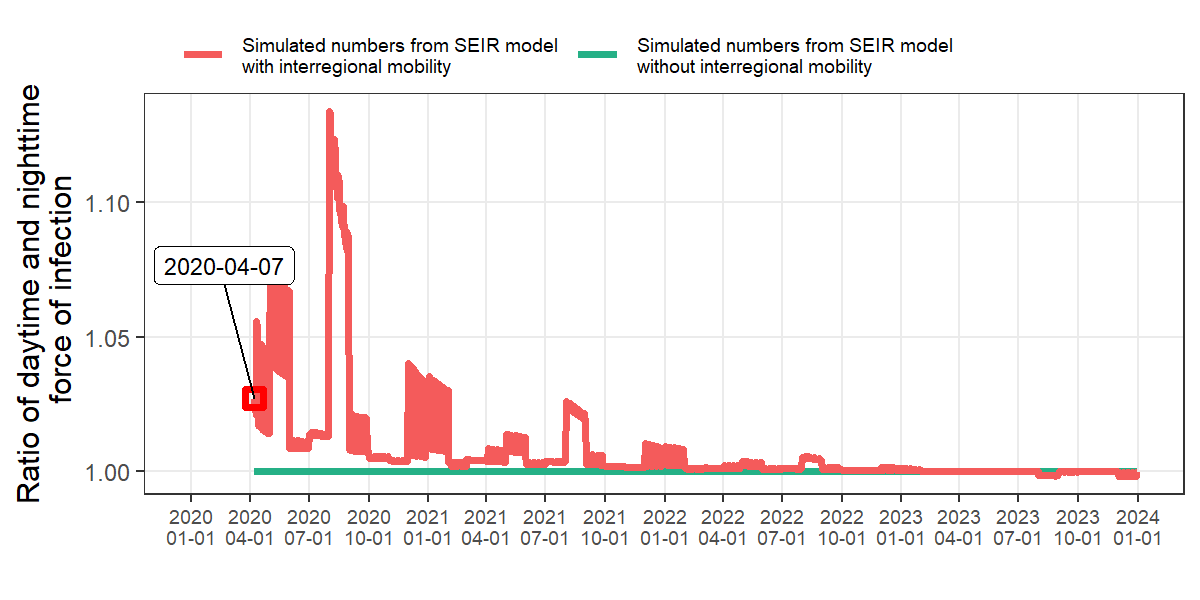 Simulated numbers from SEIR model
with interregional mobility
Simulated numbers from SEIR model
without interregional mobility
Ratio of daytime and nighttime
force of infection
1.10
1.05
1.00
2020-04-07
2020 2020 2020 2020 2021 2021 2021 2021 2022 2022 2022 2022 2023 2023 2023 2023 2024
01-01 04-01 07-01 10-01 01-01 04-01 07-01 10-01 01-01 04-01 07-01 10-01 01-01 04-01 07-01 10-01 01-01